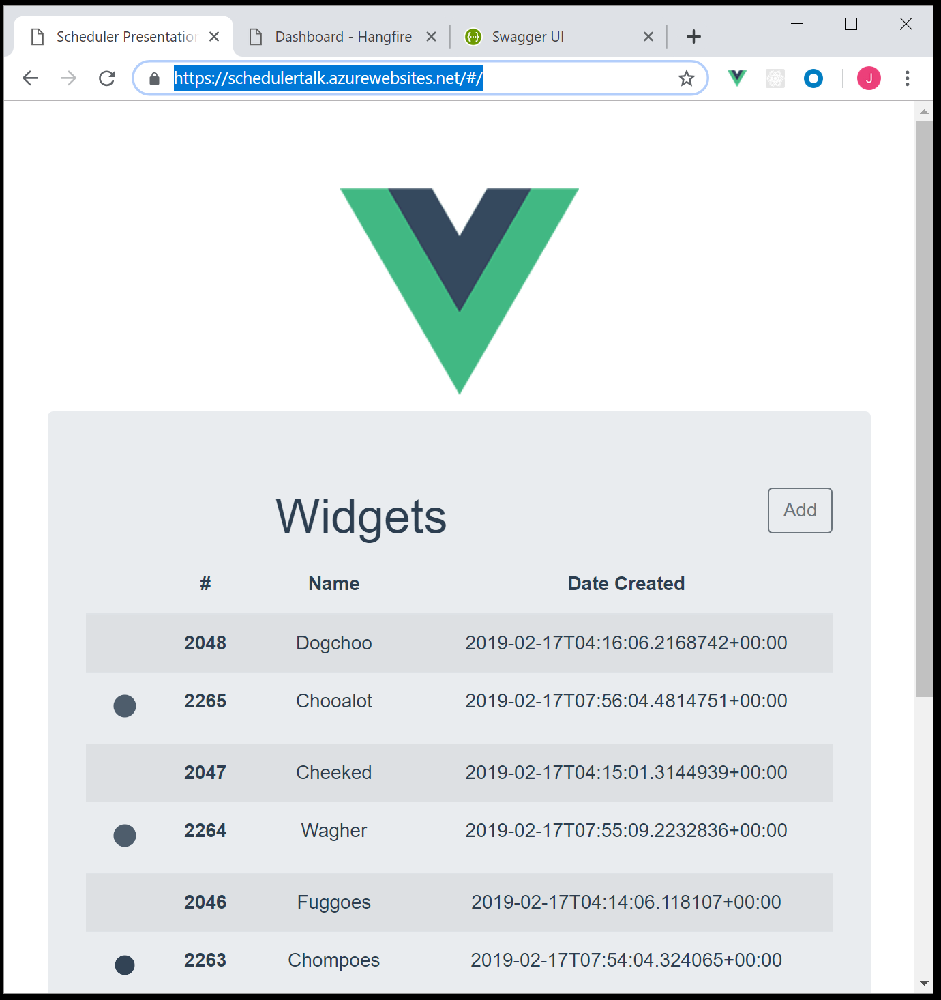 Scheduler Presentation
Dashboard - Hangfire
Swagger UI
https://schedulertalk.azurewebsites.net/#/
J
Widgets
Add
# Name Date Created
2048 Dogchoo 2019-02-17T04:16:06.2168742+00:00
2265 Chooalot 2019-02-17T07:56:04.4814751+00:00
2047 Cheeked 2019-02-17T04:15:01.3144939+00:00
2264 Wagher 2019-02-17T07:55:09.2232836+00:00
2046 Fuggoes 2019-02-17T04:14:06.118107+00:00
2263 Chompoes 2019-02-17T07:54:04.324065+00:00